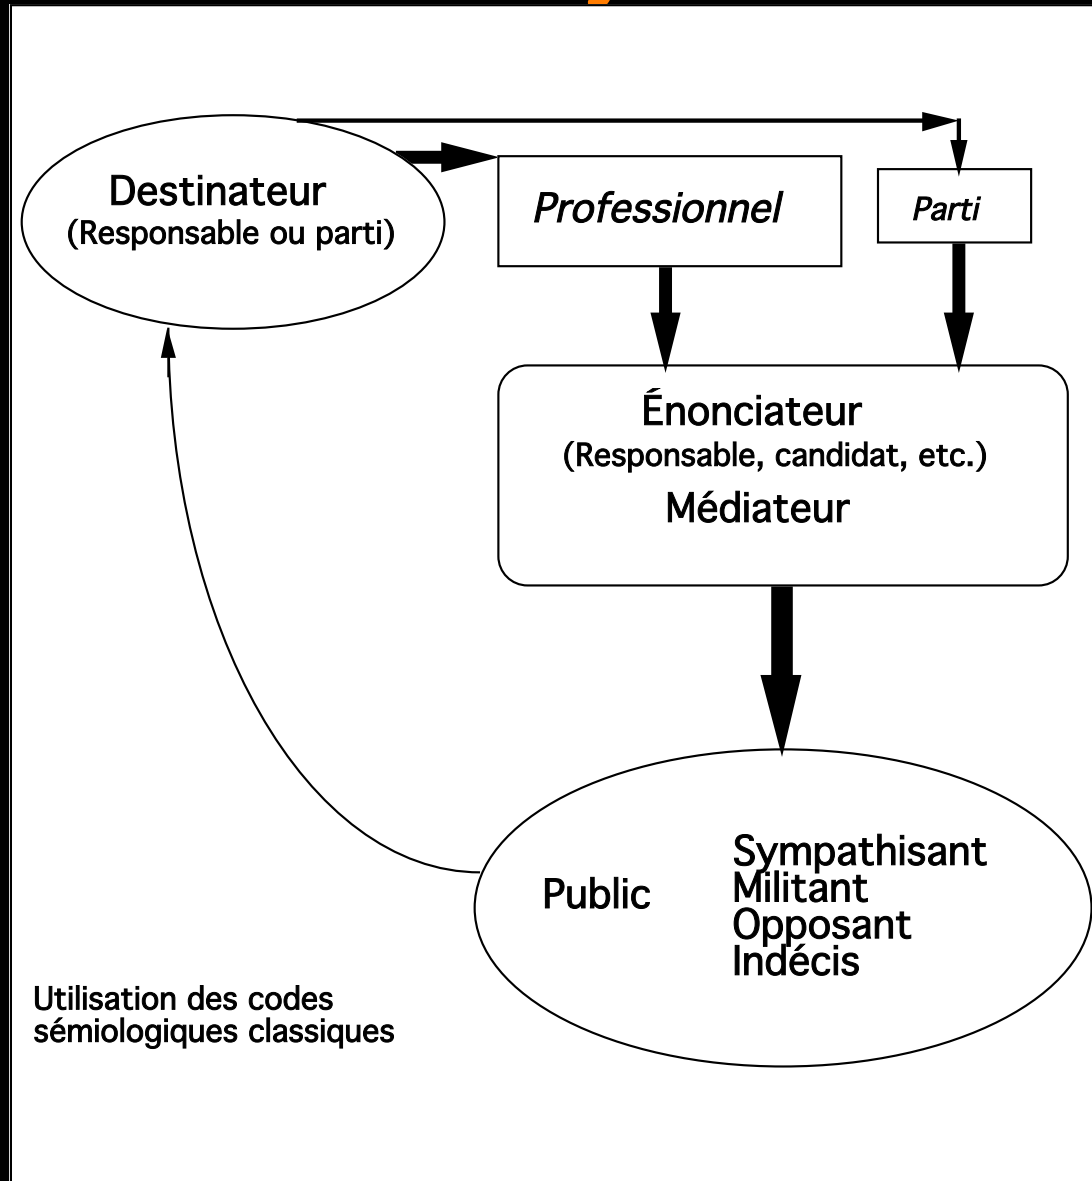 Destinateur
(Responsable ou parti)
Professionnel
Parti
Énonciateur
(Responsable, candidat, etc.)
Médiateur
Public
Sympathisant
Militant
Opposant
Indécis
Utilisation des codes
sémiologiques classiques